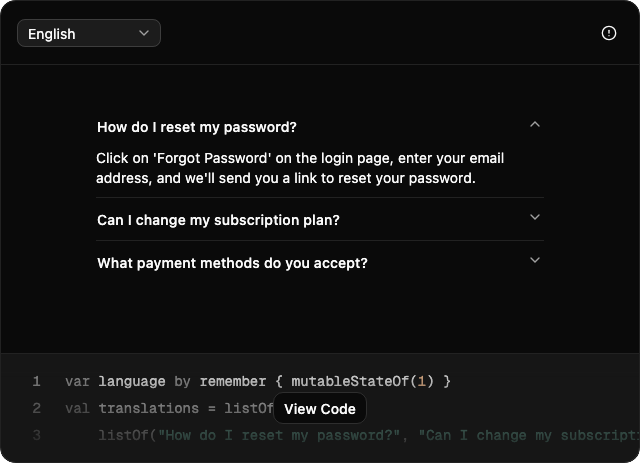 English
How do I reset my password?
Click on 'Forgot Password' on the login page, enter your email
address, and we'll send you a link to reset your password.
Can I change my subscription plan?
What payment methods do you accept?
1 var language by remember { mutableStateOf(1) }
2 val translations = listOf
View Code
3 listOf("How do I reset my password?", "Can I change my subscripti